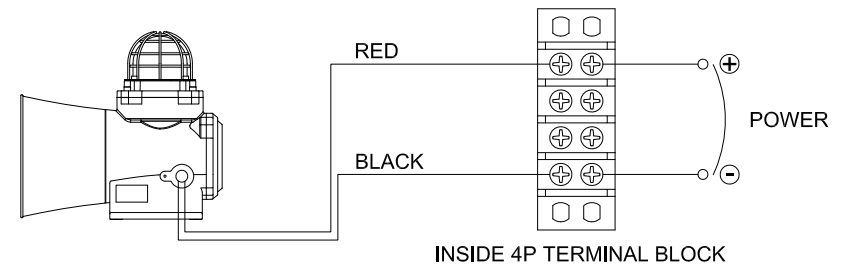 RED
+
POWER
BLACK
-
INSIDE 4P TERMINAL BLOCK